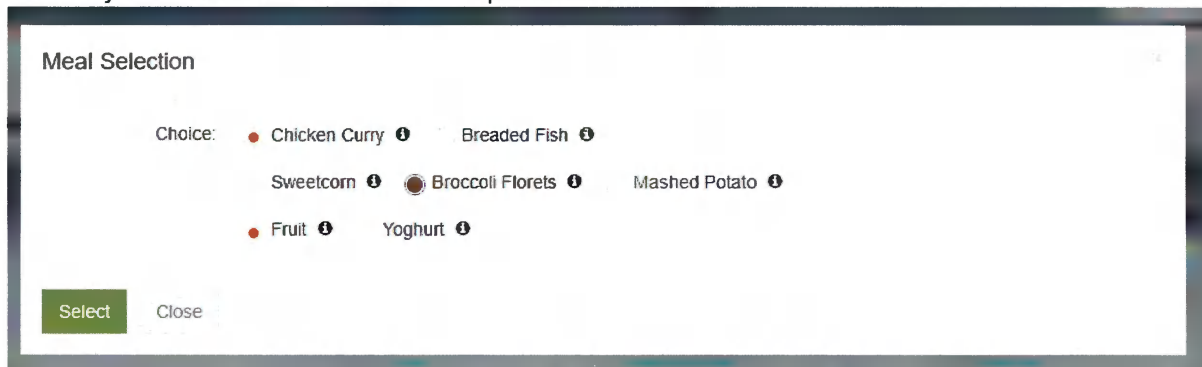 Meal Selection
Choice: Chicken Curry Breaded Fish
Sweetcorn Broccoli Florets Mashed Potato
Fruit Yoghurt
Select Close